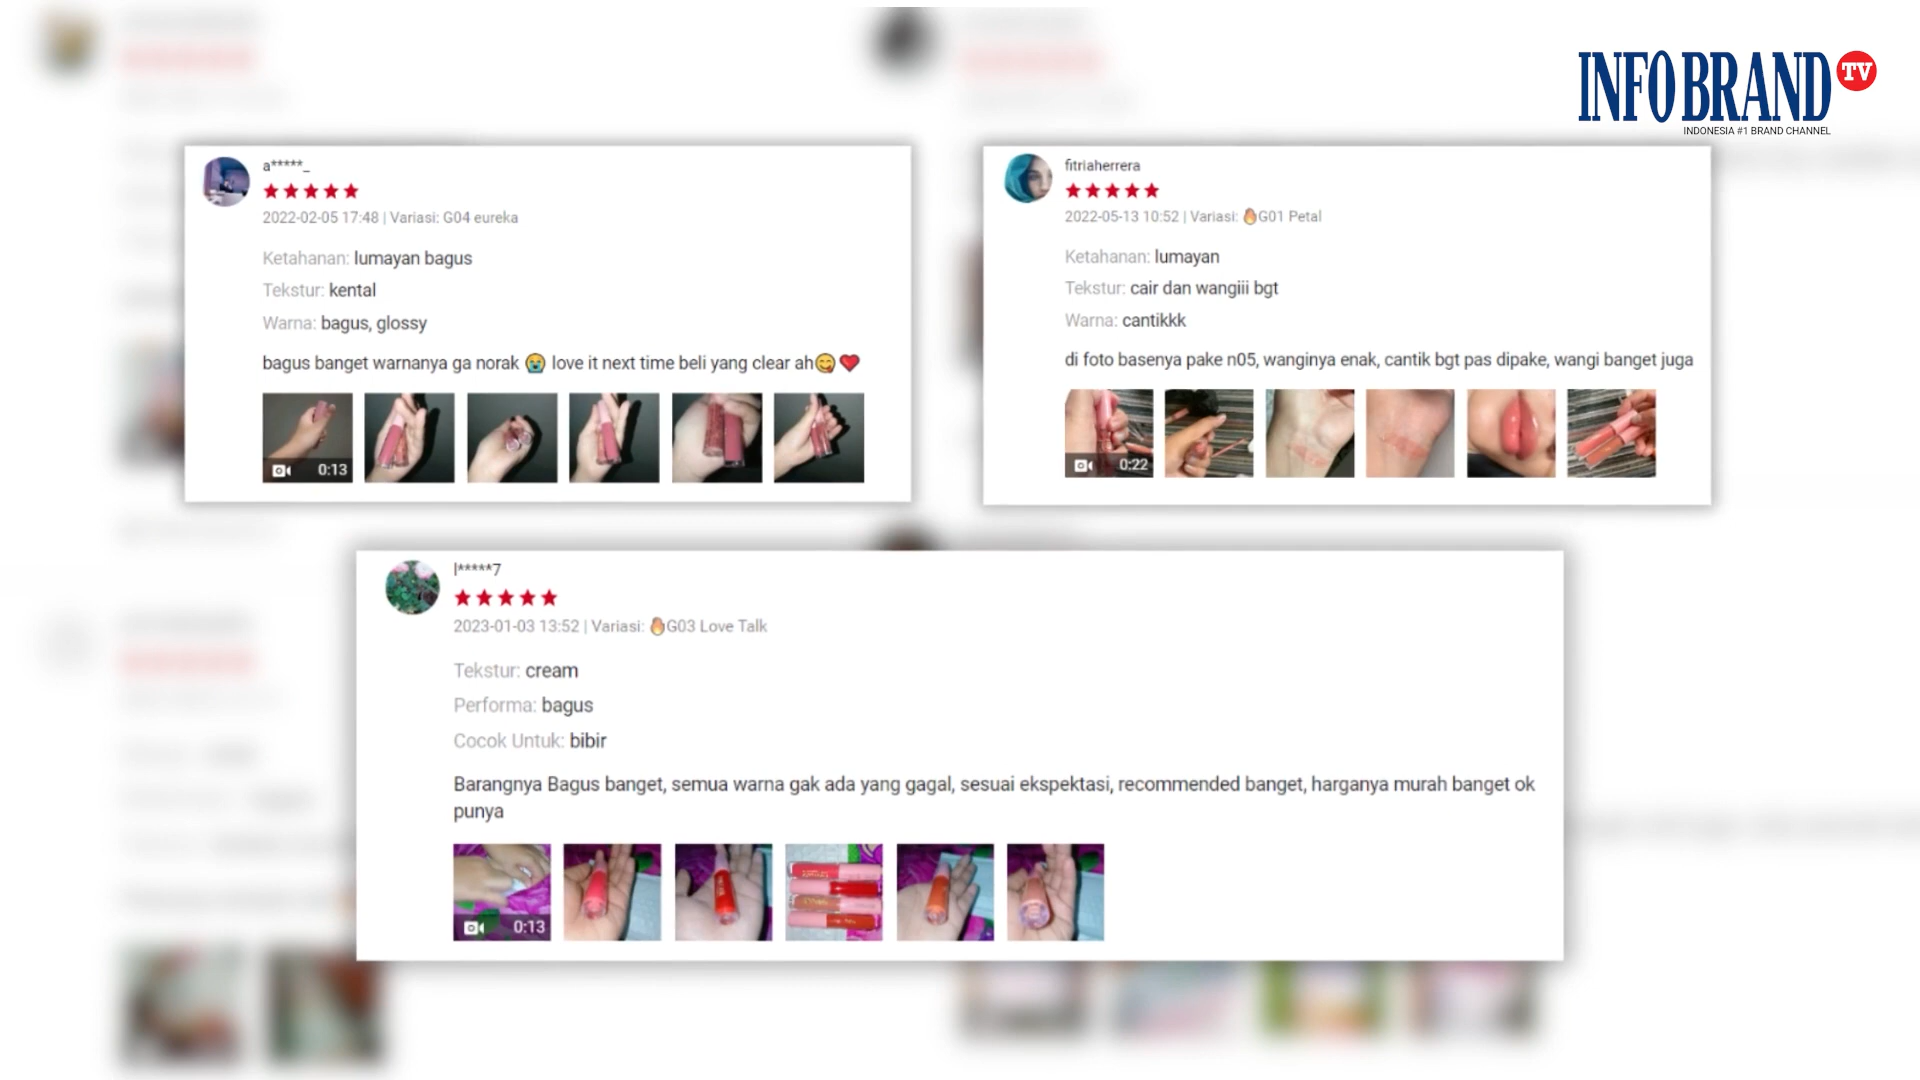 INFOBRAND TV
INDONESIA #1 BRAND CHANNEL
a*****_
2022-02-05 17:48 | Variasi: G04 eureka
Ketahanan: lumayan bagus
Tekstur: kental
Warna: bagus, glossy
bagus banget warnanya ga norak 😭 love it next time beli yang clear ah😋❤️
0:13
fitriaherrera
2022-05-13 10:52 | Variasi: 🔥G01 Petal
Ketahanan: lumayan
Tekstur: cair dan wangiii bgt
Warna: cantikkk
di foto basenya pake n05, wanginya enak, cantik bgt pas dipake, wangi banget juga
0:22
l*****7
2023-01-03 13:52 | Variasi: 🔥G03 Love Talk
Tekstur: cream
Performa: bagus
Cocok Untuk: bibir
Barangnya Bagus banget, semua warna gak ada yang gagal, sesuai ekspektasi, recommended banget, harganya murah banget ok
punya
0:13